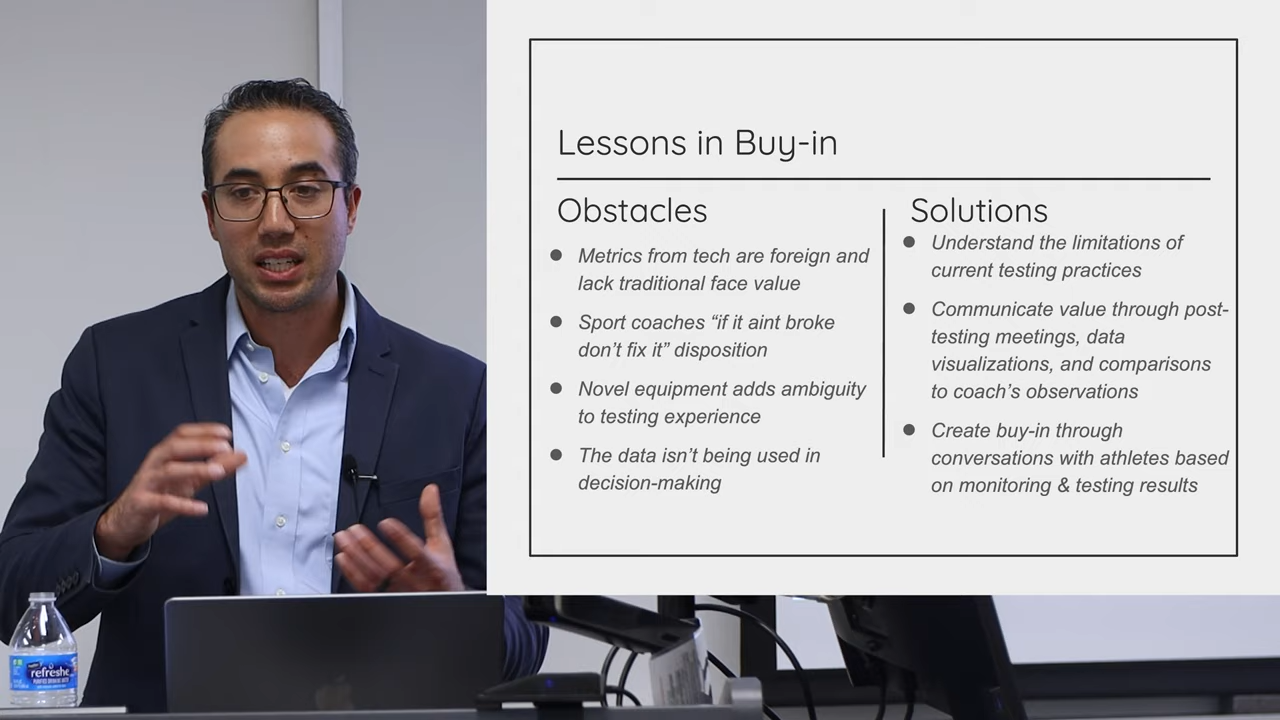 Lessons in Buy-in
Obstacles
● Metrics from tech are foreign and
lack traditional face value
● Sport coaches “if it aint broke
don’t fix it” disposition
● Novel equipment adds ambiguity
to testing experience
● The data isn’t being used in
decision-making
Solutions
● Understand the limitations of
current testing practices
● Communicate value through post-
testing meetings, data
visualizations, and comparisons
to coach’s observations
● Create buy-in through
conversations with athletes based
on monitoring & testing results
refreshe